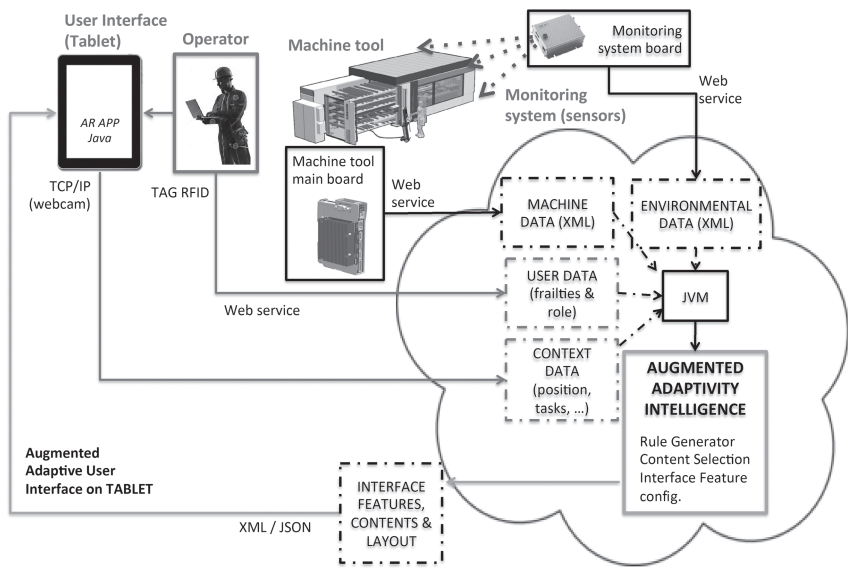 User Interface
(Tablet)
Operator
Machine tool
Monitoring
system board
AR APP
Java
Web
service
Monitoring
system (sensors)
TCP/IP
(webcam)
TAG RFID
Machine tool
main board
Web
service
MACHINE
DATA (XML)
ENVIRONMENTAL
DATA (XML)
USER DATA
(frailties &
role)
JVM
Web service
CONTEXT
DATA
(position,
tasks, ...)
AUGMENTED
ADAPTIVITY
INTELLIGENCE
Rule Generator
Content Selection
Interface Feature
config.
Augmented
Adaptive User
Interface on TABLET
INTERFACE
FEATURES,
CONTENTS &
LAYOUT
XML / JSON